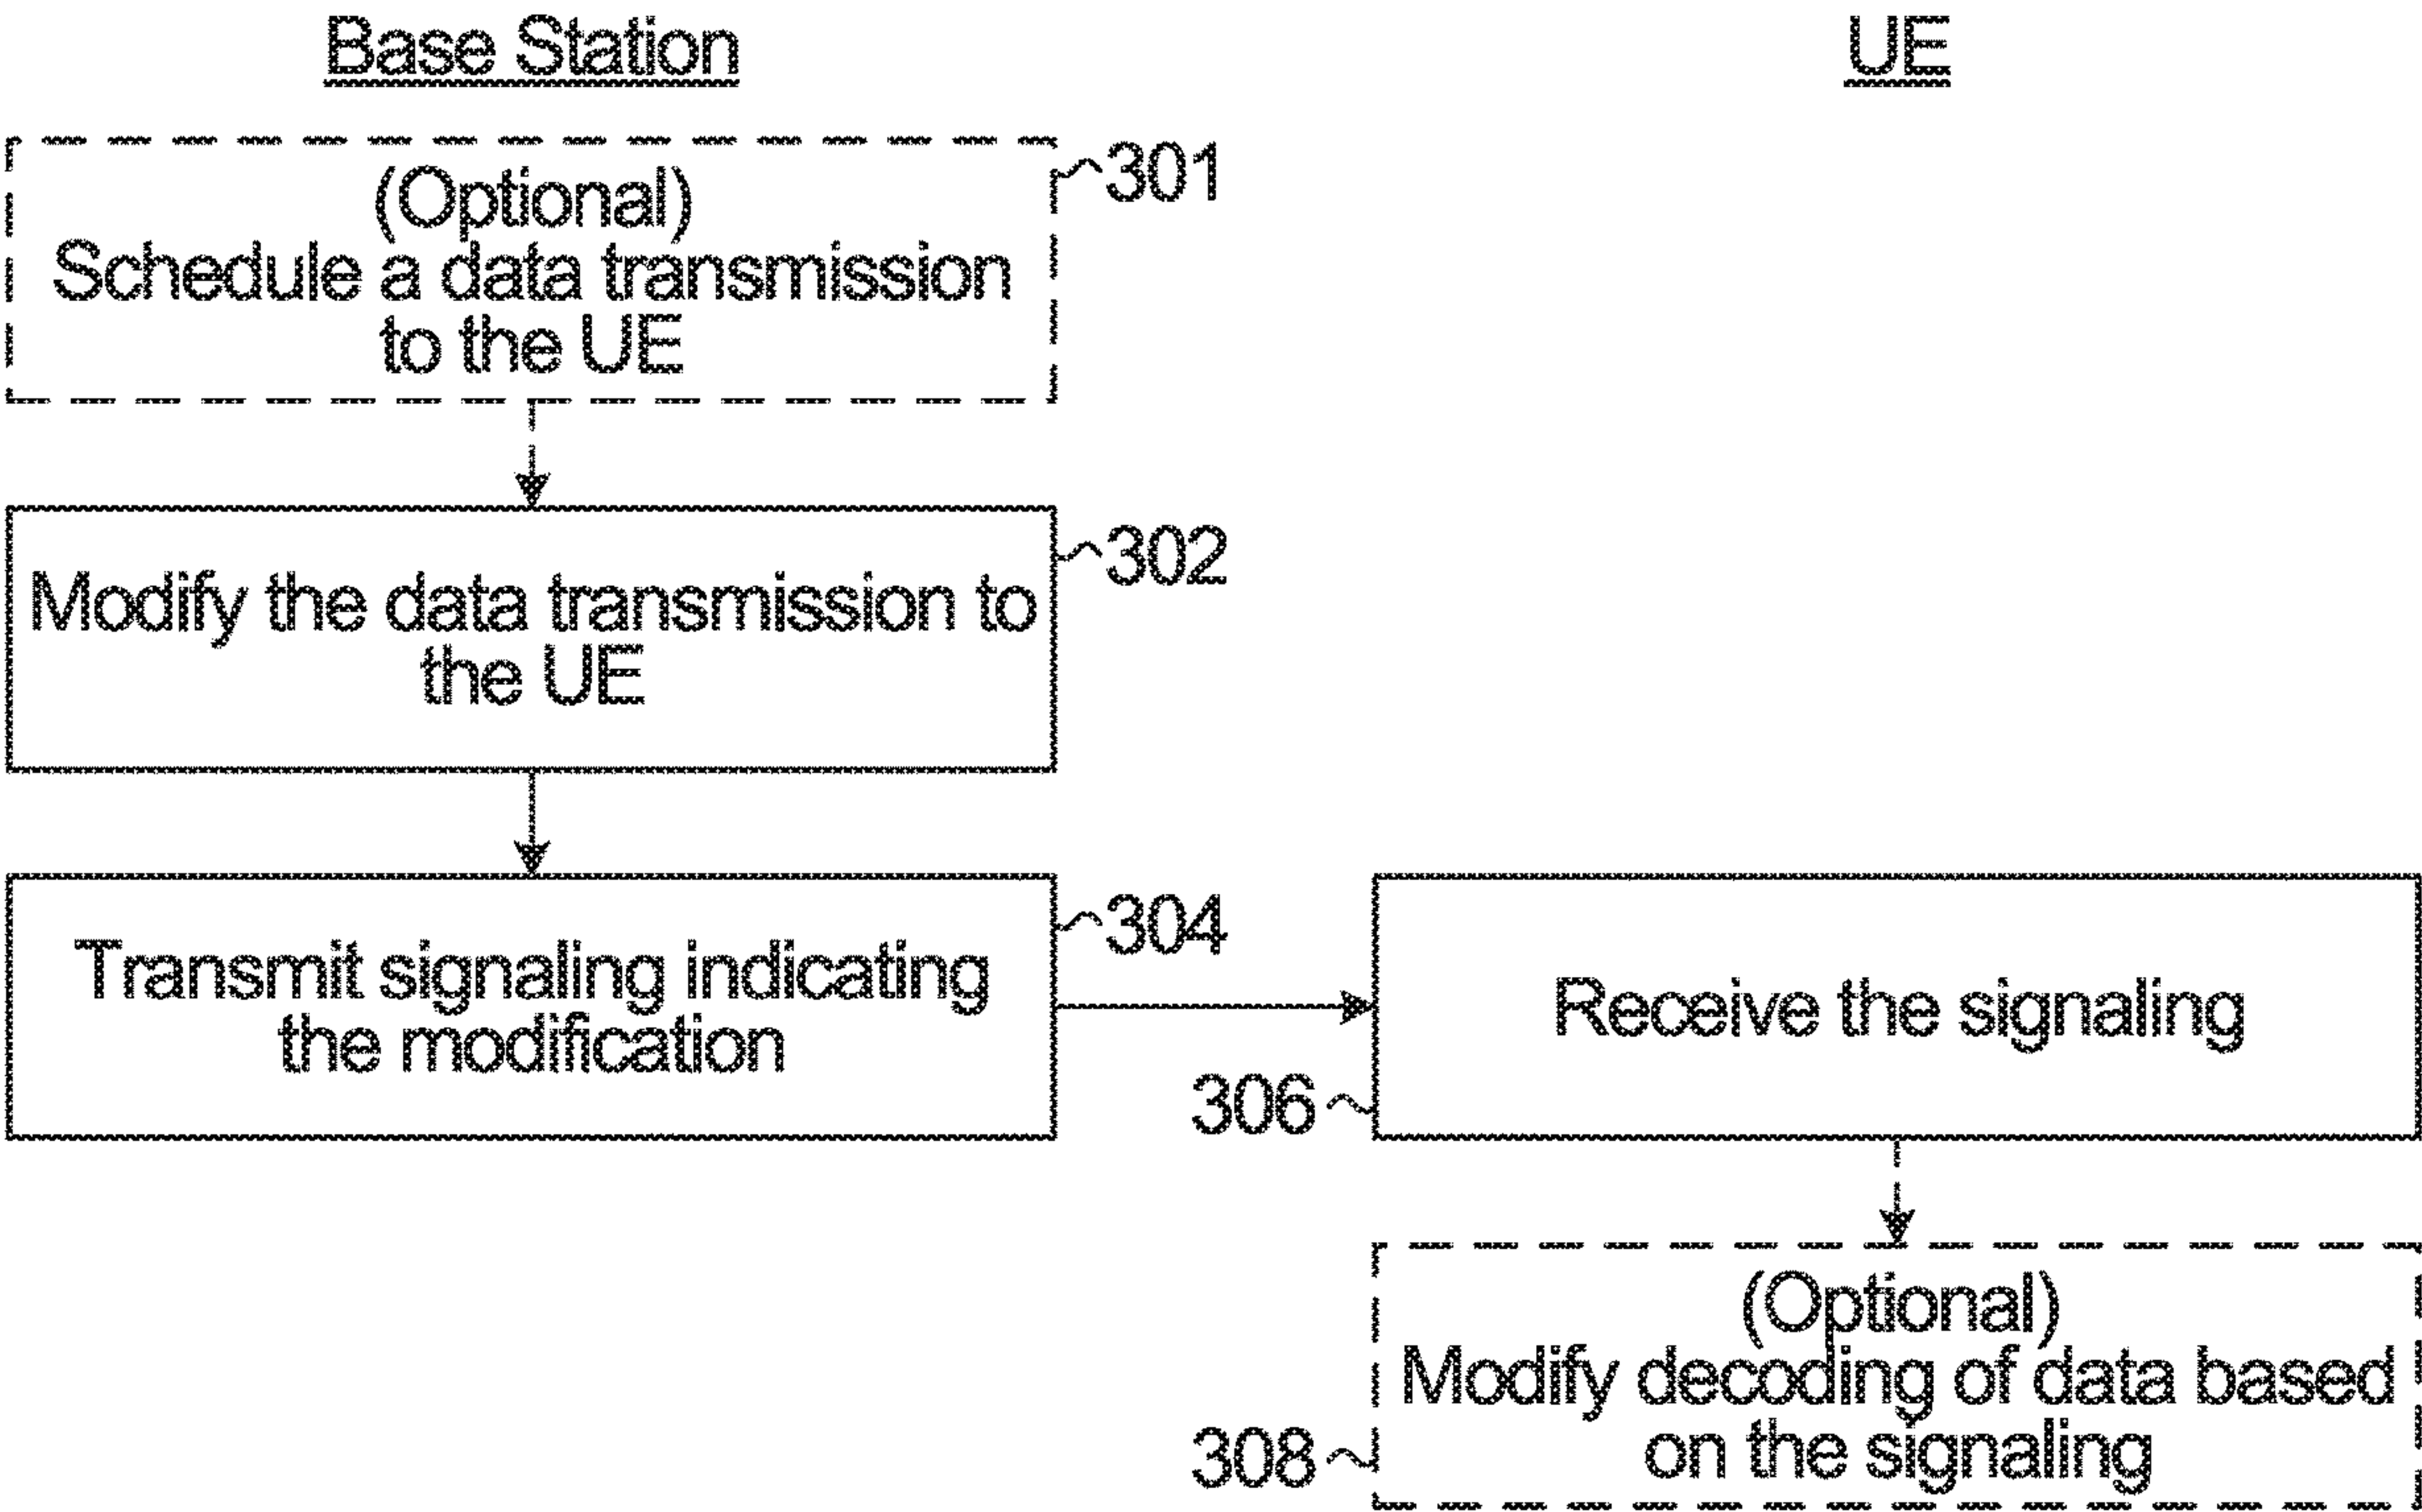 Base Station
UE
(Optional)
Schedule a data transmission
to the UE
301
Modify the data transmission to
the UE
302
Transmit signaling indicating
the modification
304
Receive the signaling
306
(Optional)
Modify decoding of data based
on the signaling
308